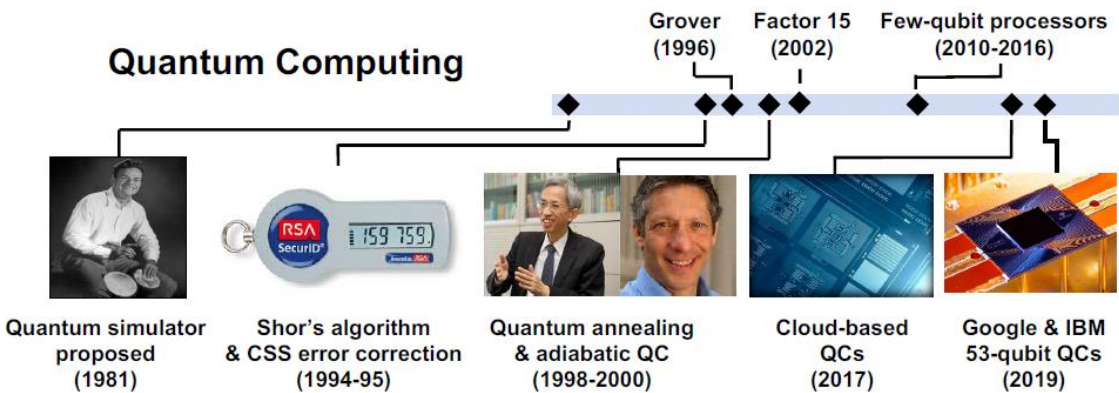 Quantum Computing
Grover
(1996)
Factor 15
(2002)
Few-qubit processors
(2010-2016)
RSA
SecurID®
159 759.
RSA
Quantum simulator
proposed
(1981)
Shor's algorithm
& CSS error correction
(1994-95)
Quantum annealing
& adiabatic QC
(1998-2000)
Cloud-based
QCs
(2017)
Google & IBM
53-qubit QCs
(2019)